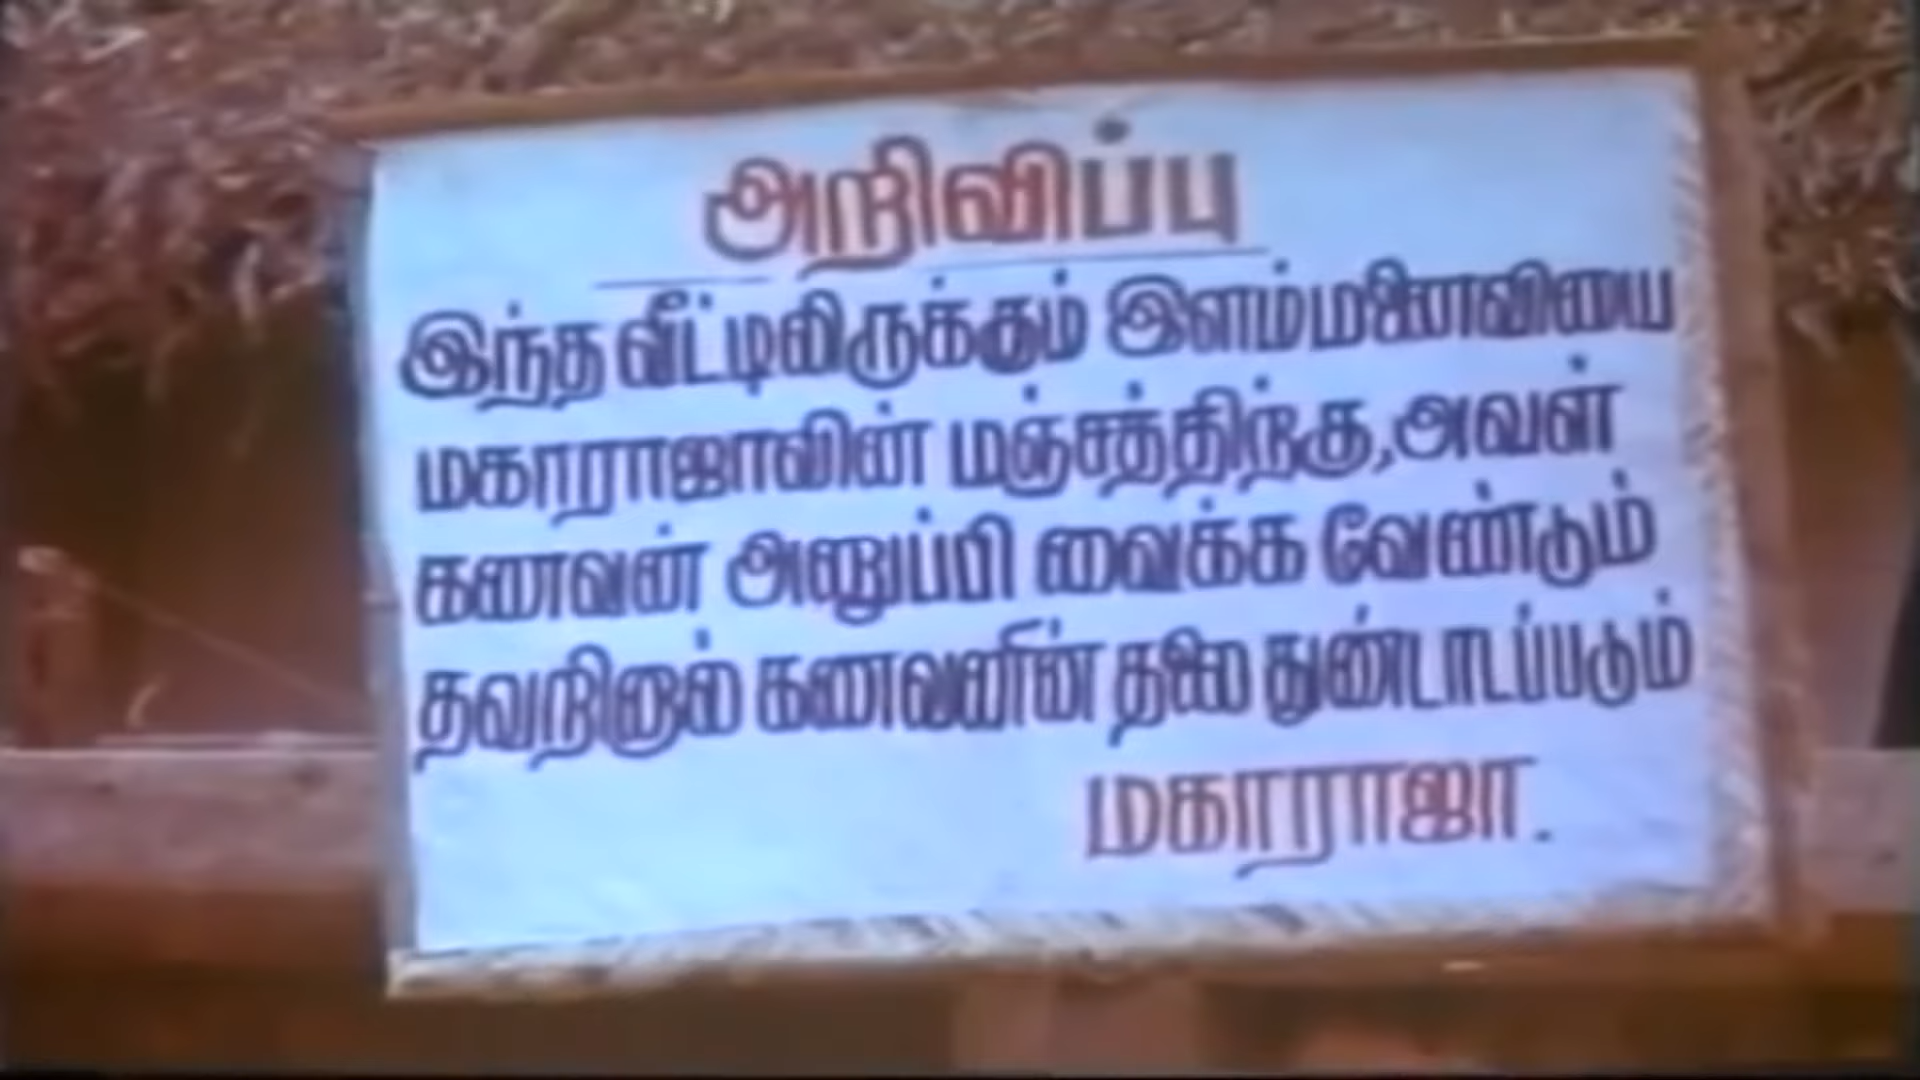 அறிவிப்பு
இந்த வீட்டிலிருக்கும் இளம்மனைவியை
மகாராஜாவின் மஞ்சத்திற்கு, அவள்
கணவன் அனுப்பி வைக்க வேண்டும்
தவறினால் கணவனின் தலை துண்டாடப்படும்
மகாராஜா.